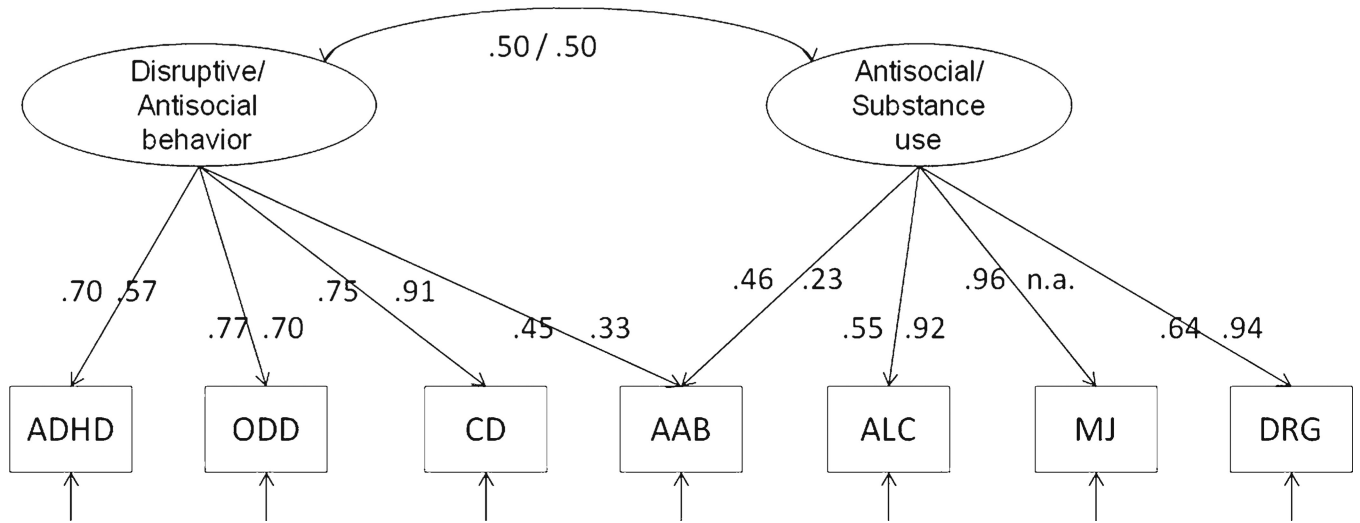 .50 / .50
Disruptive/
Antisocial
behavior
Antisocial/
Substance
use
.70 .57
.77 .70
.75 .91
.45 .33
.46 .23
.55 .92
.96 n.a.
.64 .94
ADHD
ODD
CD
AAB
ALC
MJ
DRG